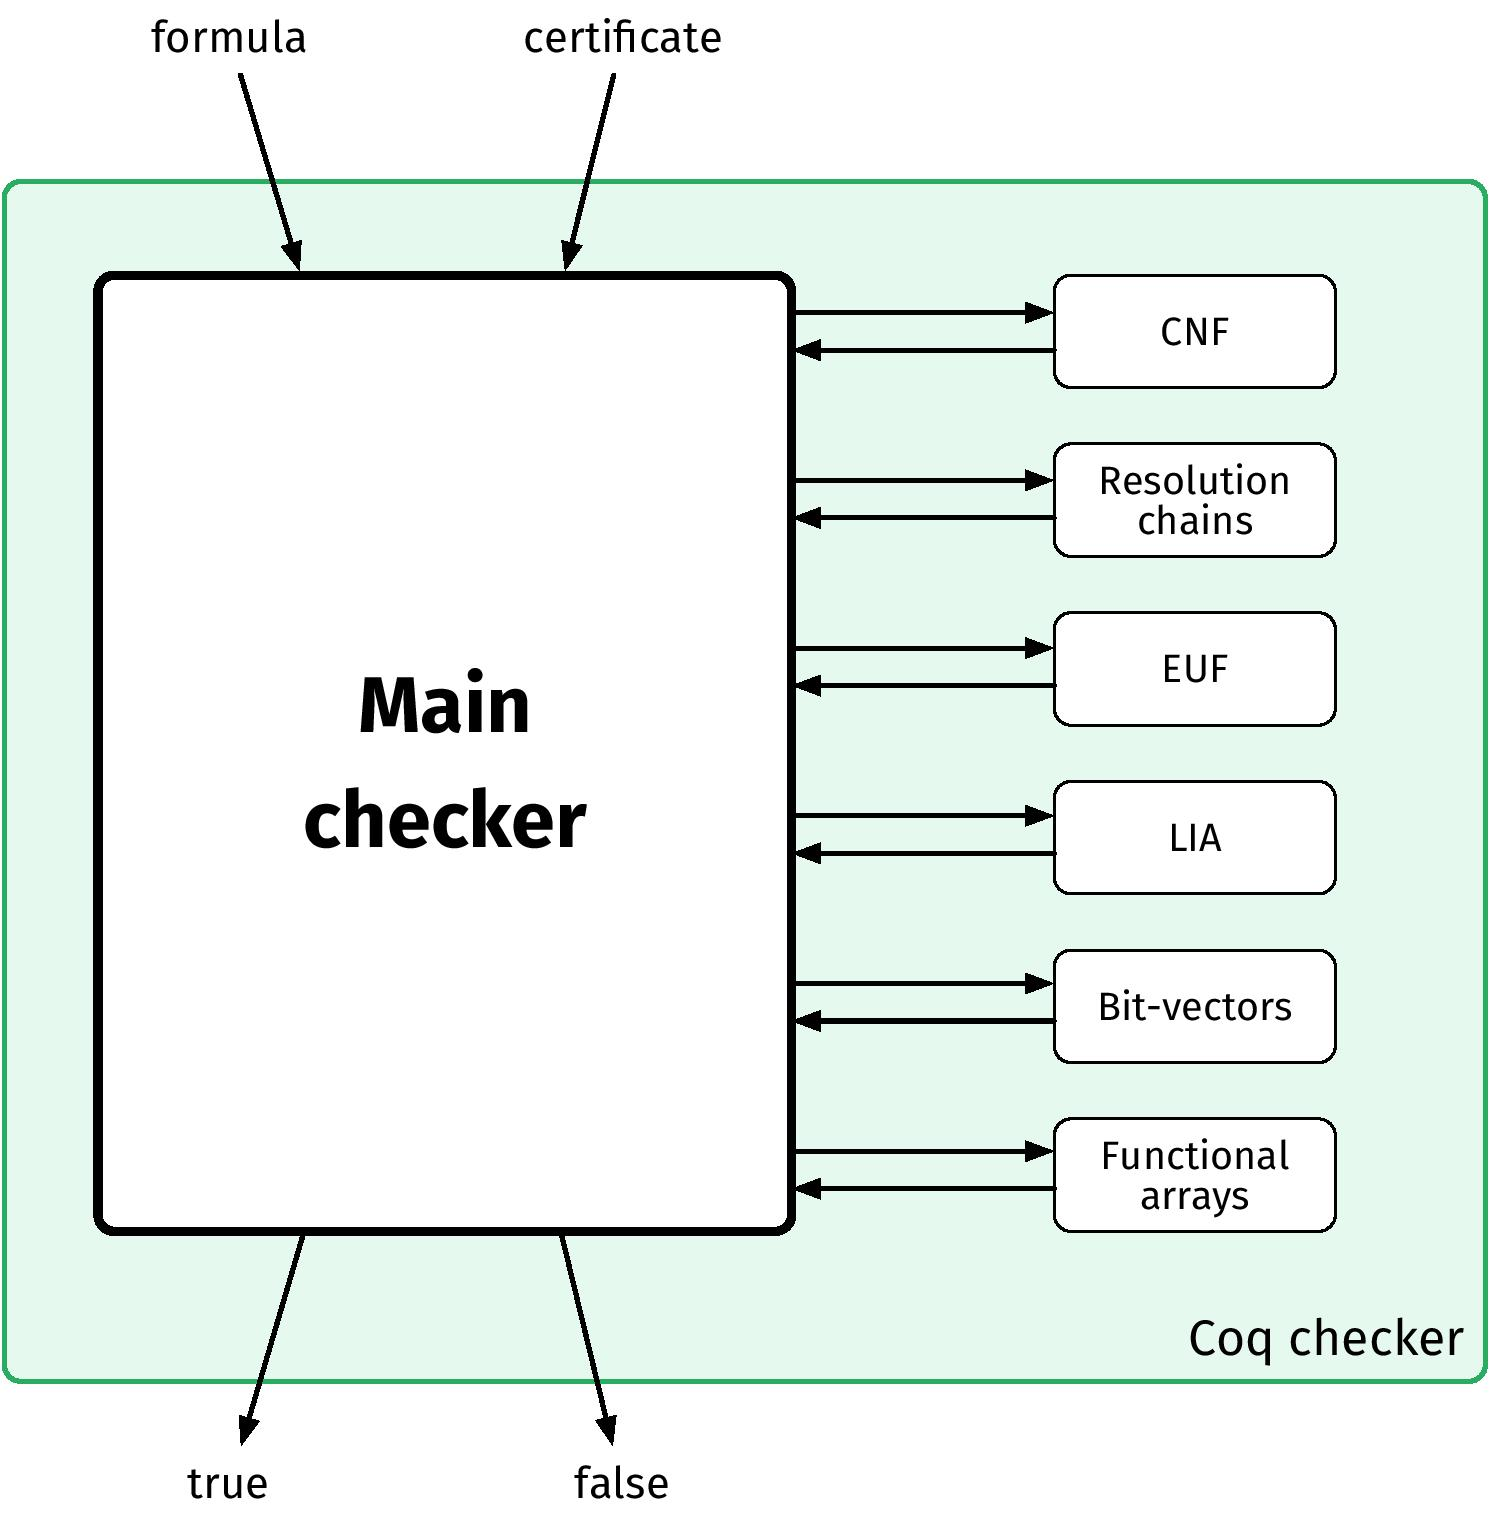 formula
certificate
Main
checker
CNF
Resolution
chains
EUF
LIA
Bit-vectors
Functional
arrays
Coq checker
true
false